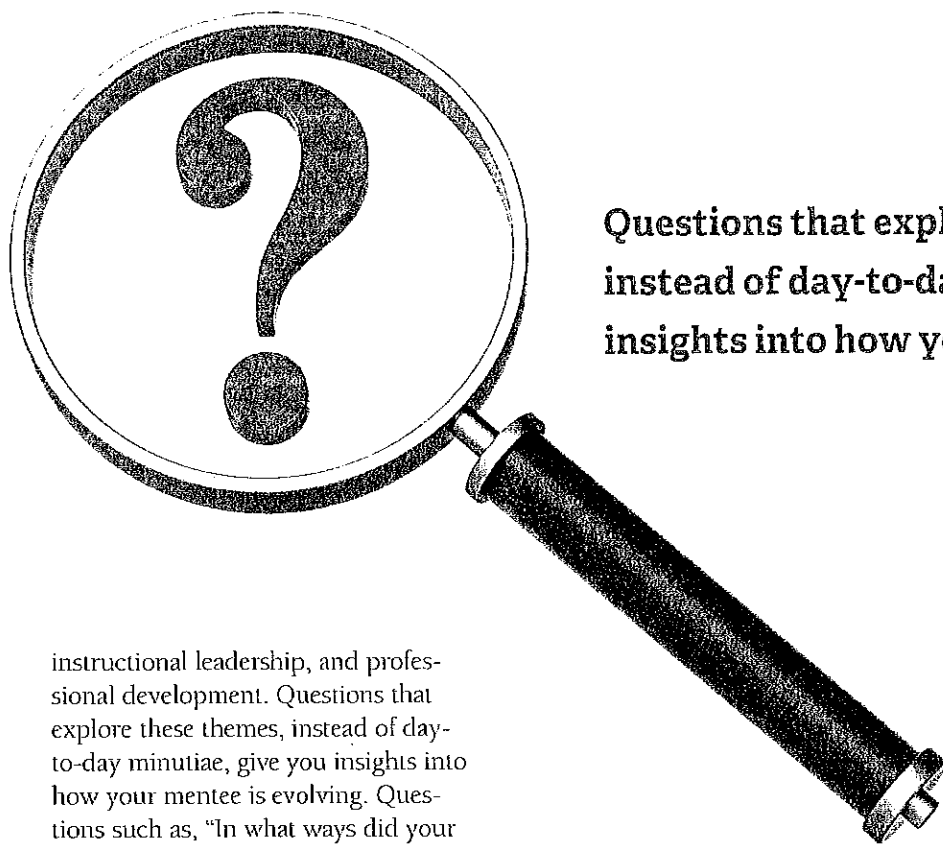 Questions that expl
instead of day-to-da
insights into how y
instructional leadership, and profes-
sional development. Questions that
explore these themes, instead of day-
to-day minutiae, give you insights into
how your mentee is evolving. Ques-
tions such as, “In what ways did your